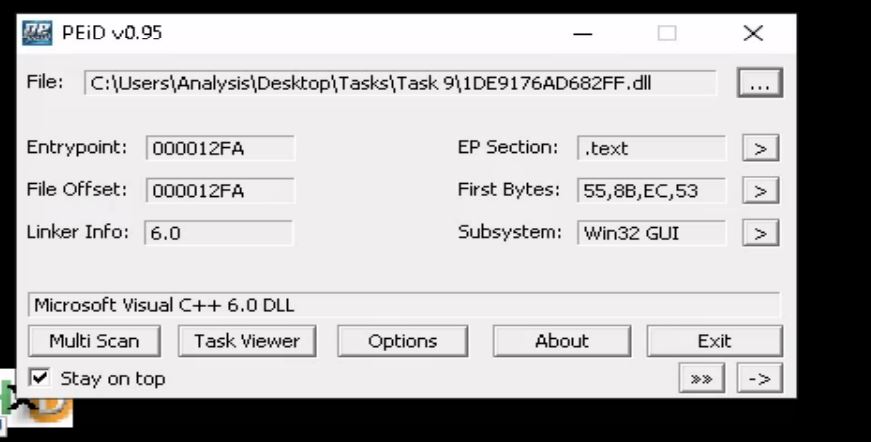 PEiD v0.95
File: C:\Users\Analysis\Desktop\Tasks\Task 9\1DE9176AD682FF.dll ...
Entrypoint: 000012FA EP Section: .text >
File Offset: 000012FA First Bytes: 55,8B,EC,53 >
Linker Info: 6.0 Subsystem: Win32 GUI >
Microsoft Visual C++ 6.0 DLL
Multi Scan Task Viewer Options About Exit
Stay on top »» ->